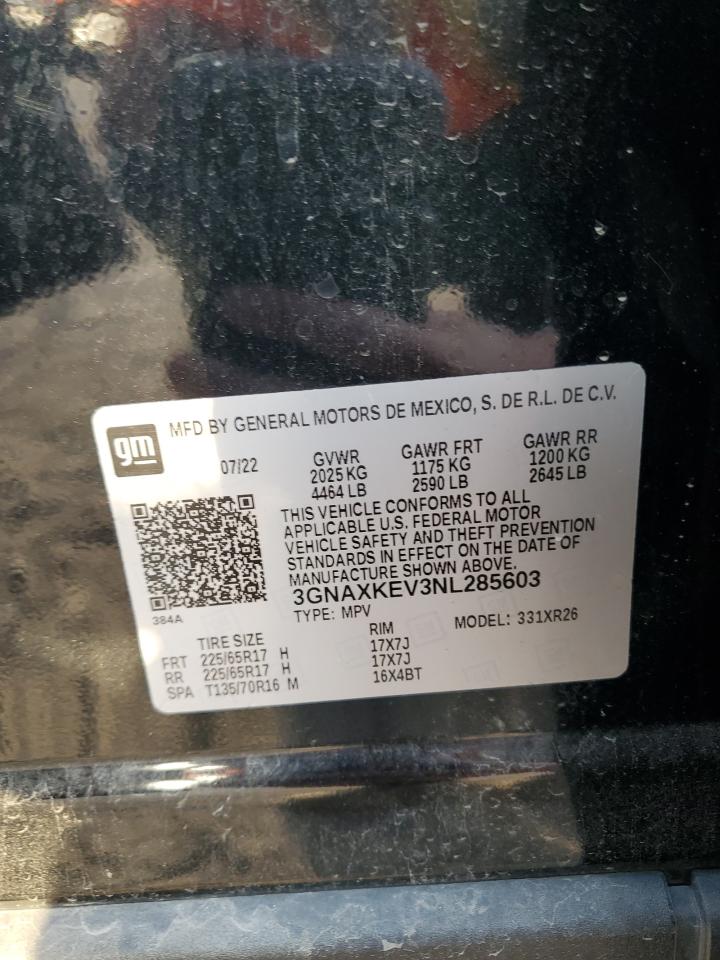 gm
MFD BY GENERAL MOTORS DE MEXICO, S. DE R.L. DE C.V.
07/22
GVWR
2025 KG
4464 LB
GAWR FRT
1175 KG
2590 LB
GAWR RR
1200 KG
2645 LB
THIS VEHICLE CONFORMS TO ALL
APPLICABLE U.S. FEDERAL MOTOR
VEHICLE SAFETY AND THEFT PREVENTION
STANDARDS IN EFFECT ON THE DATE OF
MANUFACTURE SHOWN ABOVE.
3GNAXKEV3NL285603
384A
TYPE: MPV
MODEL: 331XR26
TIRE SIZE RIM
FRT 225/65R17 H 17X7J
RR 225/65R17 H 17X7J
SPA T135/70R16 M 16X4BT